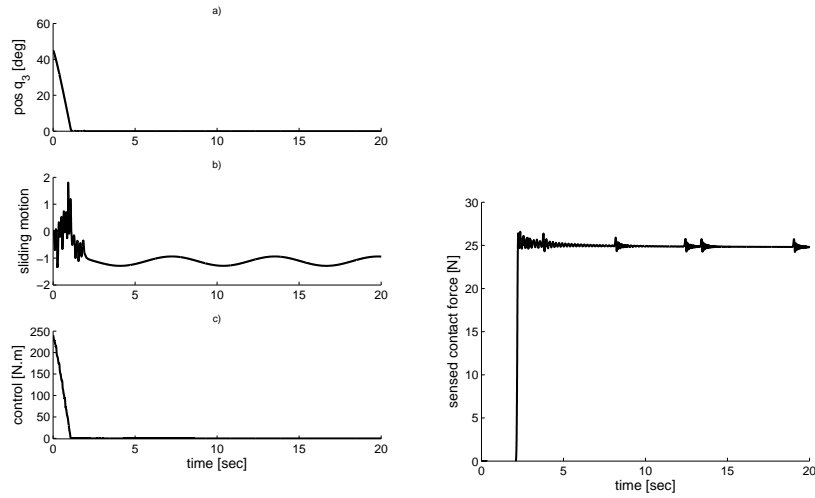 a)
60
40
20
0
pos q3 [deg]
0 5 10 15 20
b)
2
1
0
−1
−2
sliding motion
0 5 10 15 20
c)
250
200
150
100
50
0
control [N.m]
0 5 10 15 20
time [sec]
30
25
20
15
10
5
0
sensed contact force [N]
0 5 10 15 20
time [sec]